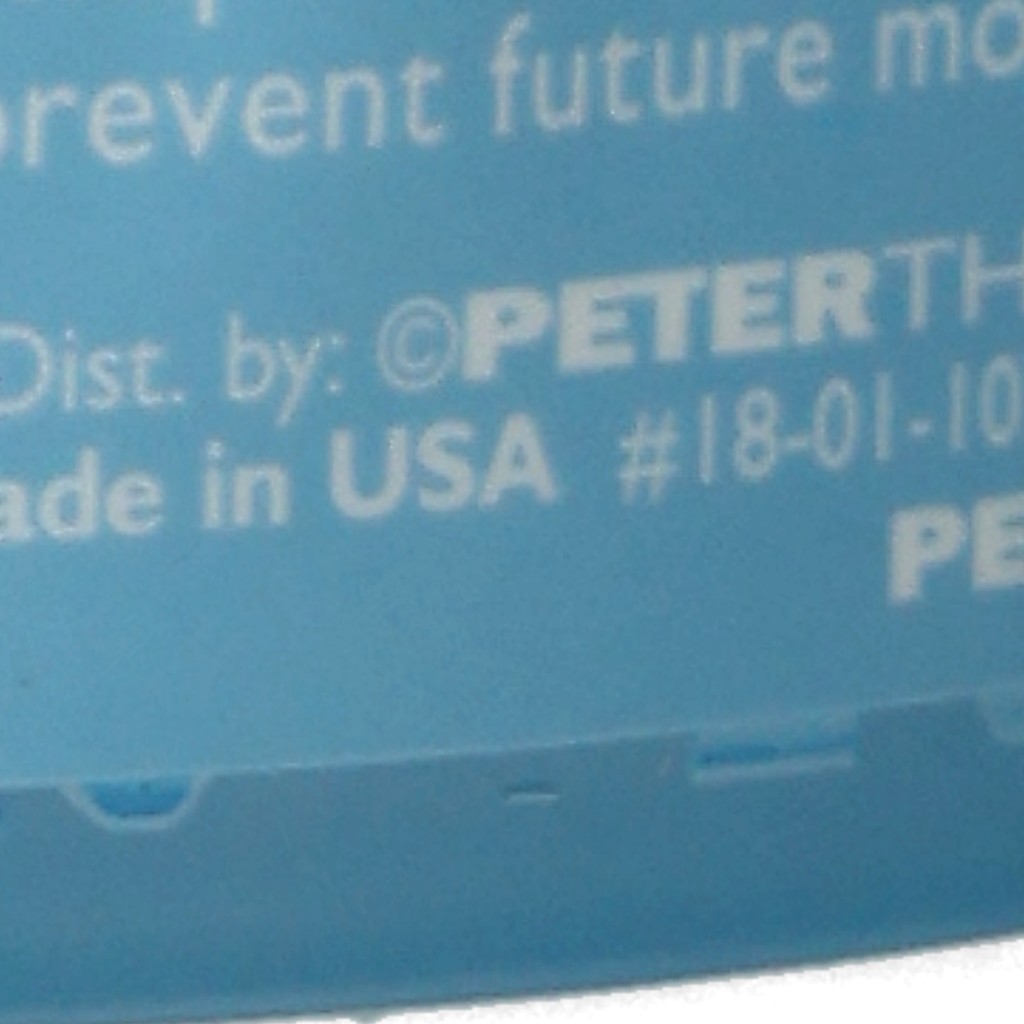 prevent future mo
Dist. by: ©PETERTH
ade in USA #18-01-10
PE